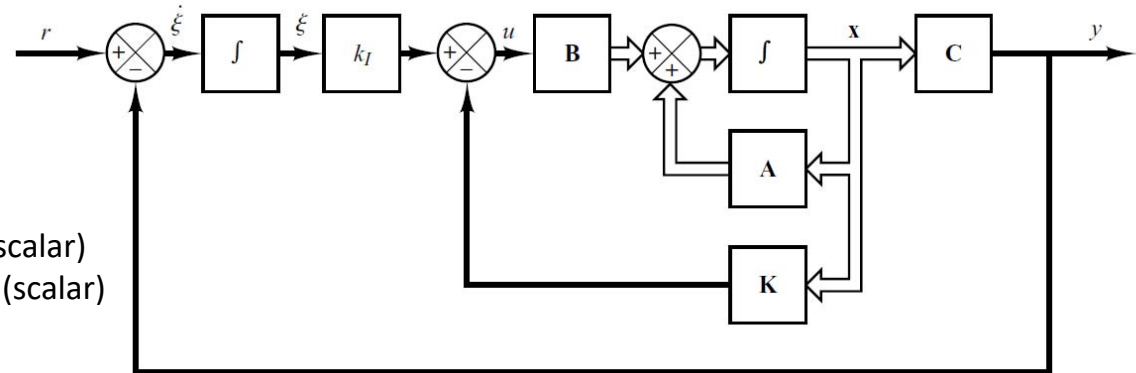 r
+
−
ξ̇
∫
ξ
k_I
+
−
u
B
+
+
∫
x
C
y
A
K
scalar)
(scalar)